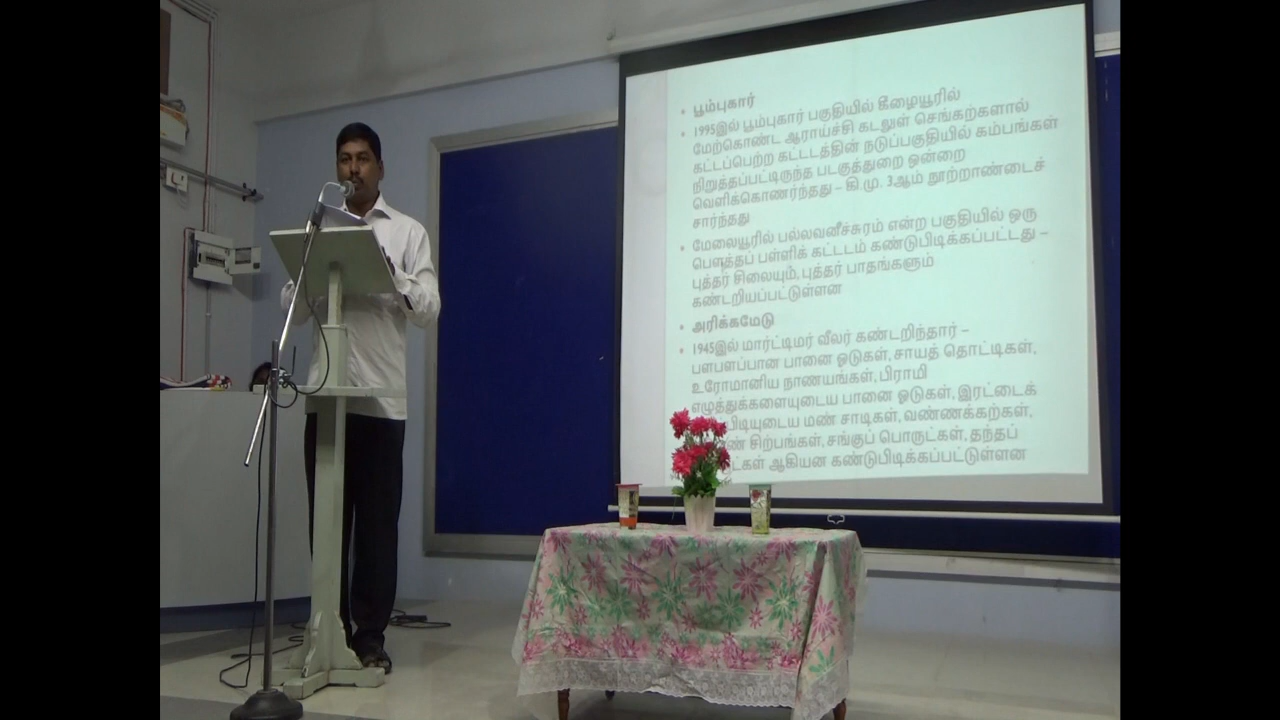 பூம்புகார்
1995இல் பூம்புகார் பகுதியில் கீழையூரில்
மேற்கொண்ட ஆராய்ச்சி கடலுள் செங்கற்களால்
கட்டப்பெற்ற கட்டடத்தின் நடுப்பகுதியில் கம்பங்கள்
நிறுத்தப்பட்டிருந்த படகுத்துறை ஒன்றை
வெளிக்கொணர்ந்தது – கி.மு. 3ஆம் நூற்றாண்டைச்
சார்ந்தது
மேலையூரில் பல்லவனீச்சுரம் என்ற பகுதியில் ஒரு
பௌத்தப் பள்ளிக் கட்டடம் கண்டுபிடிக்கப்பட்டது –
புத்தர் சிலையும், புத்தர் பாதங்களும்
கண்டறியப்பட்டுள்ளன
அரிக்கமேடு
1945இல் மார்ட்டிமர் வீலர் கண்டறிந்தார் –
பளபளப்பான பானை ஓடுகள், சாயத் தொட்டிகள்,
உரோமானிய நாணயங்கள், பிராமி
எழுத்துக்களையுடைய பானை ஓடுகள், இரட்டைக்
மண் சாடிகள், வண்ணக்கற்கள்,
சிற்பங்கள், சங்குப் பொருட்கள், தந்தப்
ஆகியன கண்டுபிடிக்கப்பட்டுள்ளன